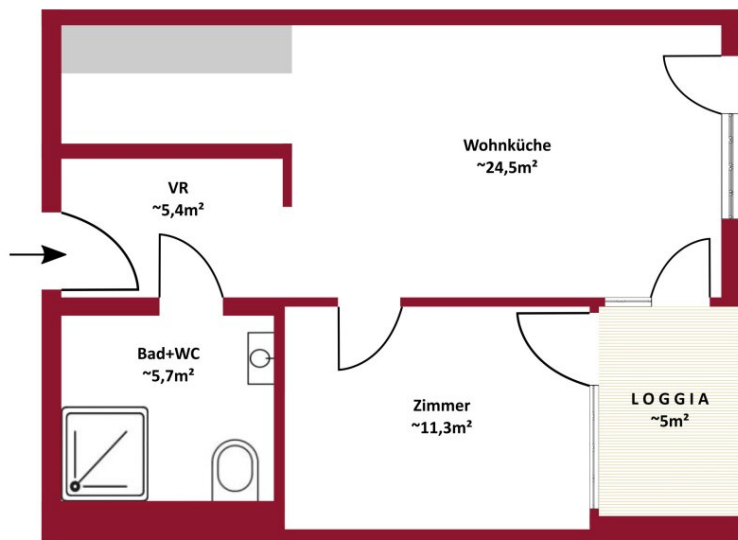 Wohnküche
~24,5m²
VR
~5,4m²
Bad+WC
~5,7m²
Zimmer
~11,3m²
LOGGIA
~5m²